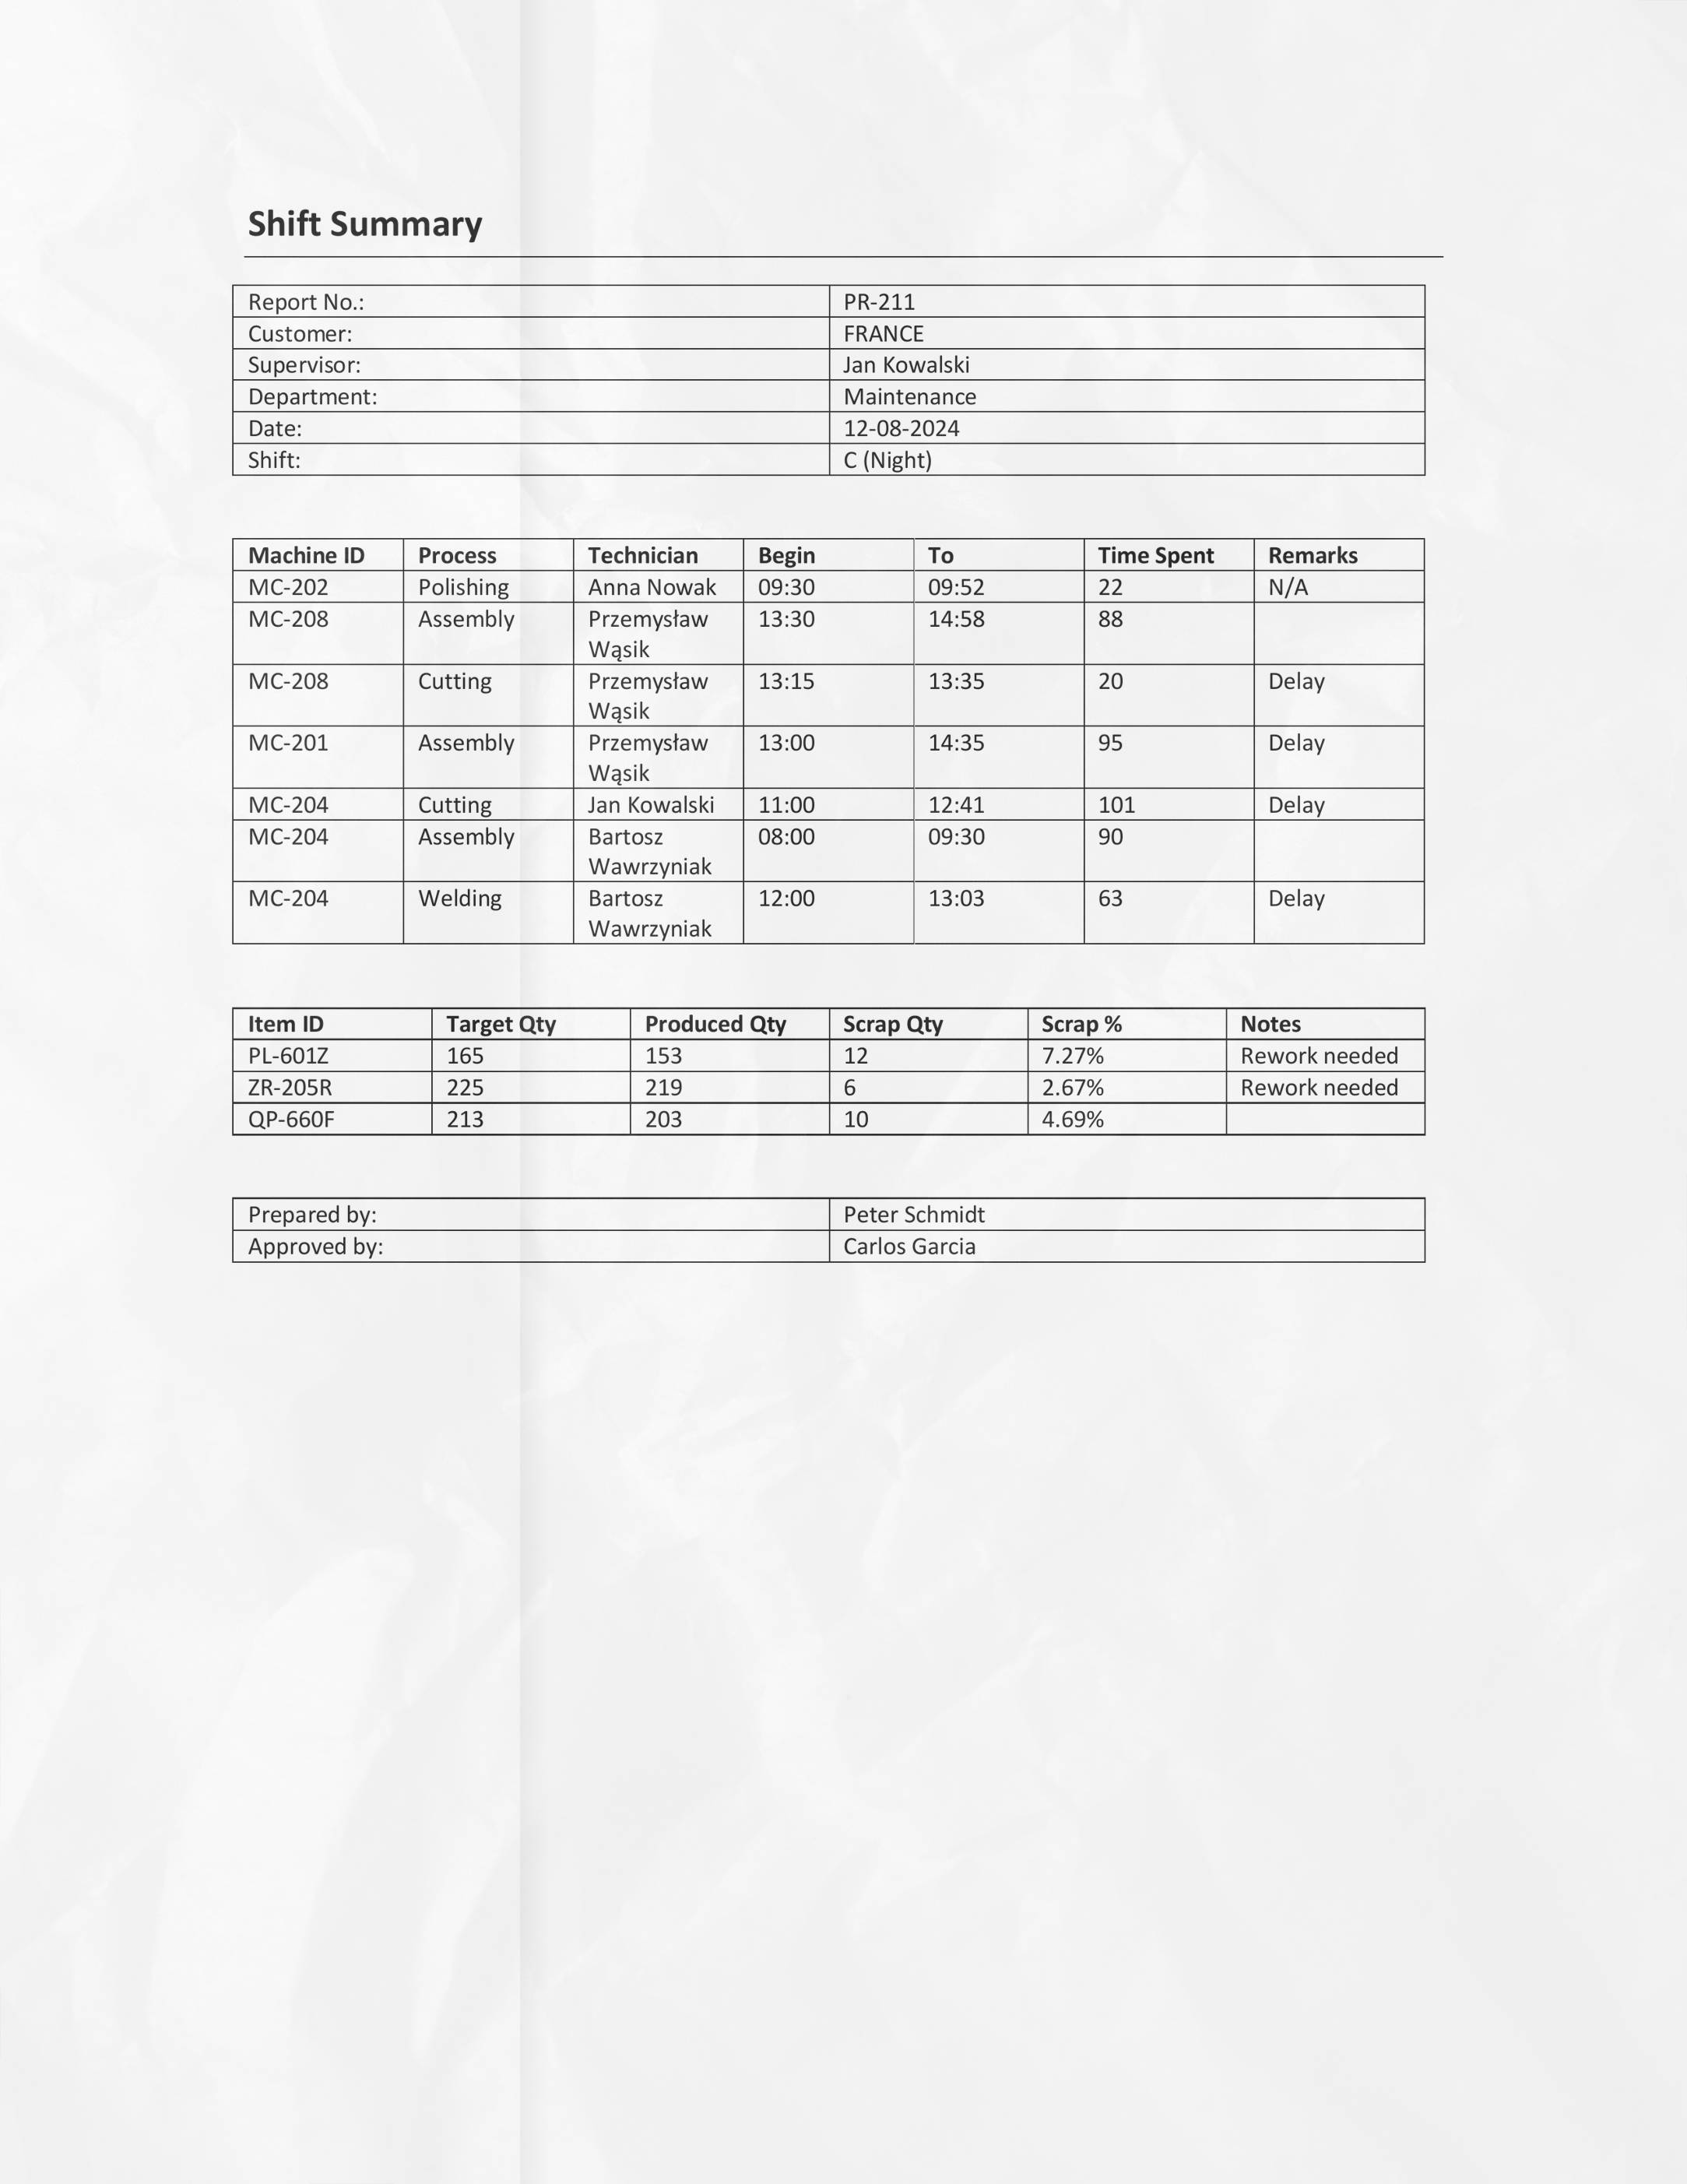 Shift Summary
Report No.: PR-211
Customer: FRANCE
Supervisor: Jan Kowalski
Department: Maintenance
Date: 12-08-2024
Shift: C (Night)
Machine ID Process Technician Begin To Time Spent Remarks
MC-202 Polishing Anna Nowak 09:30 09:52 22 N/A
MC-208 Assembly Przemysław 13:30 14:58 88
Wąsik
MC-208 Cutting Przemysław 13:15 13:35 20 Delay
Wąsik
MC-201 Assembly Przemysław 13:00 14:35 95 Delay
Wąsik
MC-204 Cutting Jan Kowalski 11:00 12:41 101 Delay
MC-204 Assembly Bartosz 08:00 09:30 90
Wawrzyniak
MC-204 Welding Bartosz 12:00 13:03 63 Delay
Wawrzyniak
Item ID Target Qty Produced Qty Scrap Qty Scrap % Notes
PL-601Z 165 153 12 7.27% Rework needed
ZR-205R 225 219 6 2.67% Rework needed
QP-660F 213 203 10 4.69%
Prepared by: Peter Schmidt
Approved by: Carlos Garcia